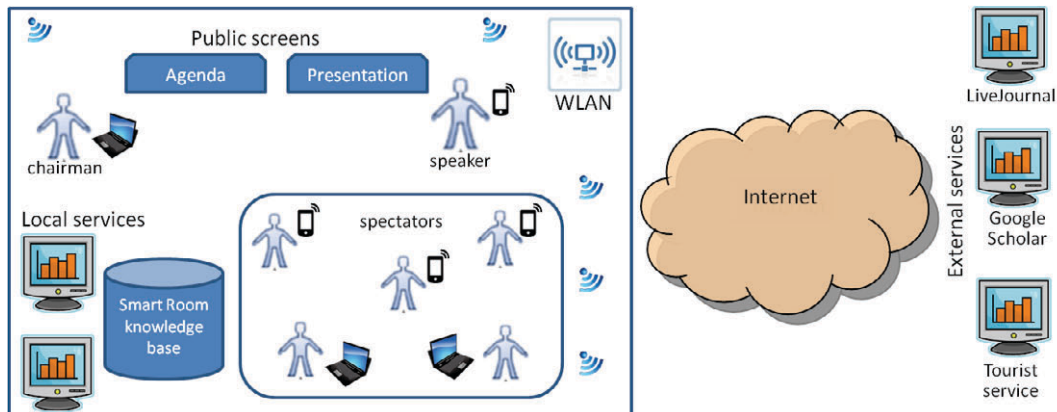 Public screens
Agenda
Presentation
WLAN
chairman
speaker
Local services
spectators
Smart Room
knowledge
base
Internet
External services
LiveJournal
Google
Scholar
Tourist
service